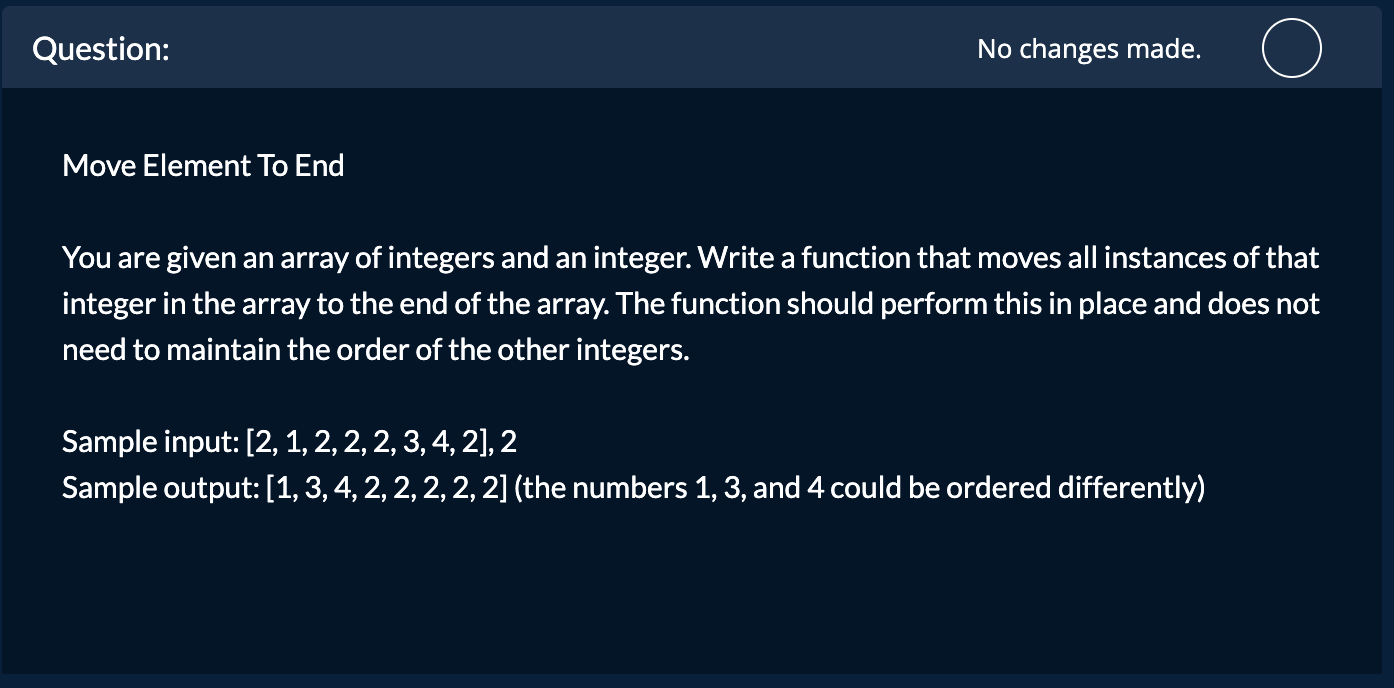 Question:
No changes made.
Move Element To End
You are given an array of integers and an integer. Write a function that moves all instances of that
integer in the array to the end of the array. The function should perform this in place and does not
need to maintain the order of the other integers.
Sample input: [2, 1, 2, 2, 2, 3, 4, 2], 2
Sample output: [1, 3, 4, 2, 2, 2, 2, 2] (the numbers 1, 3, and 4 could be ordered differently)